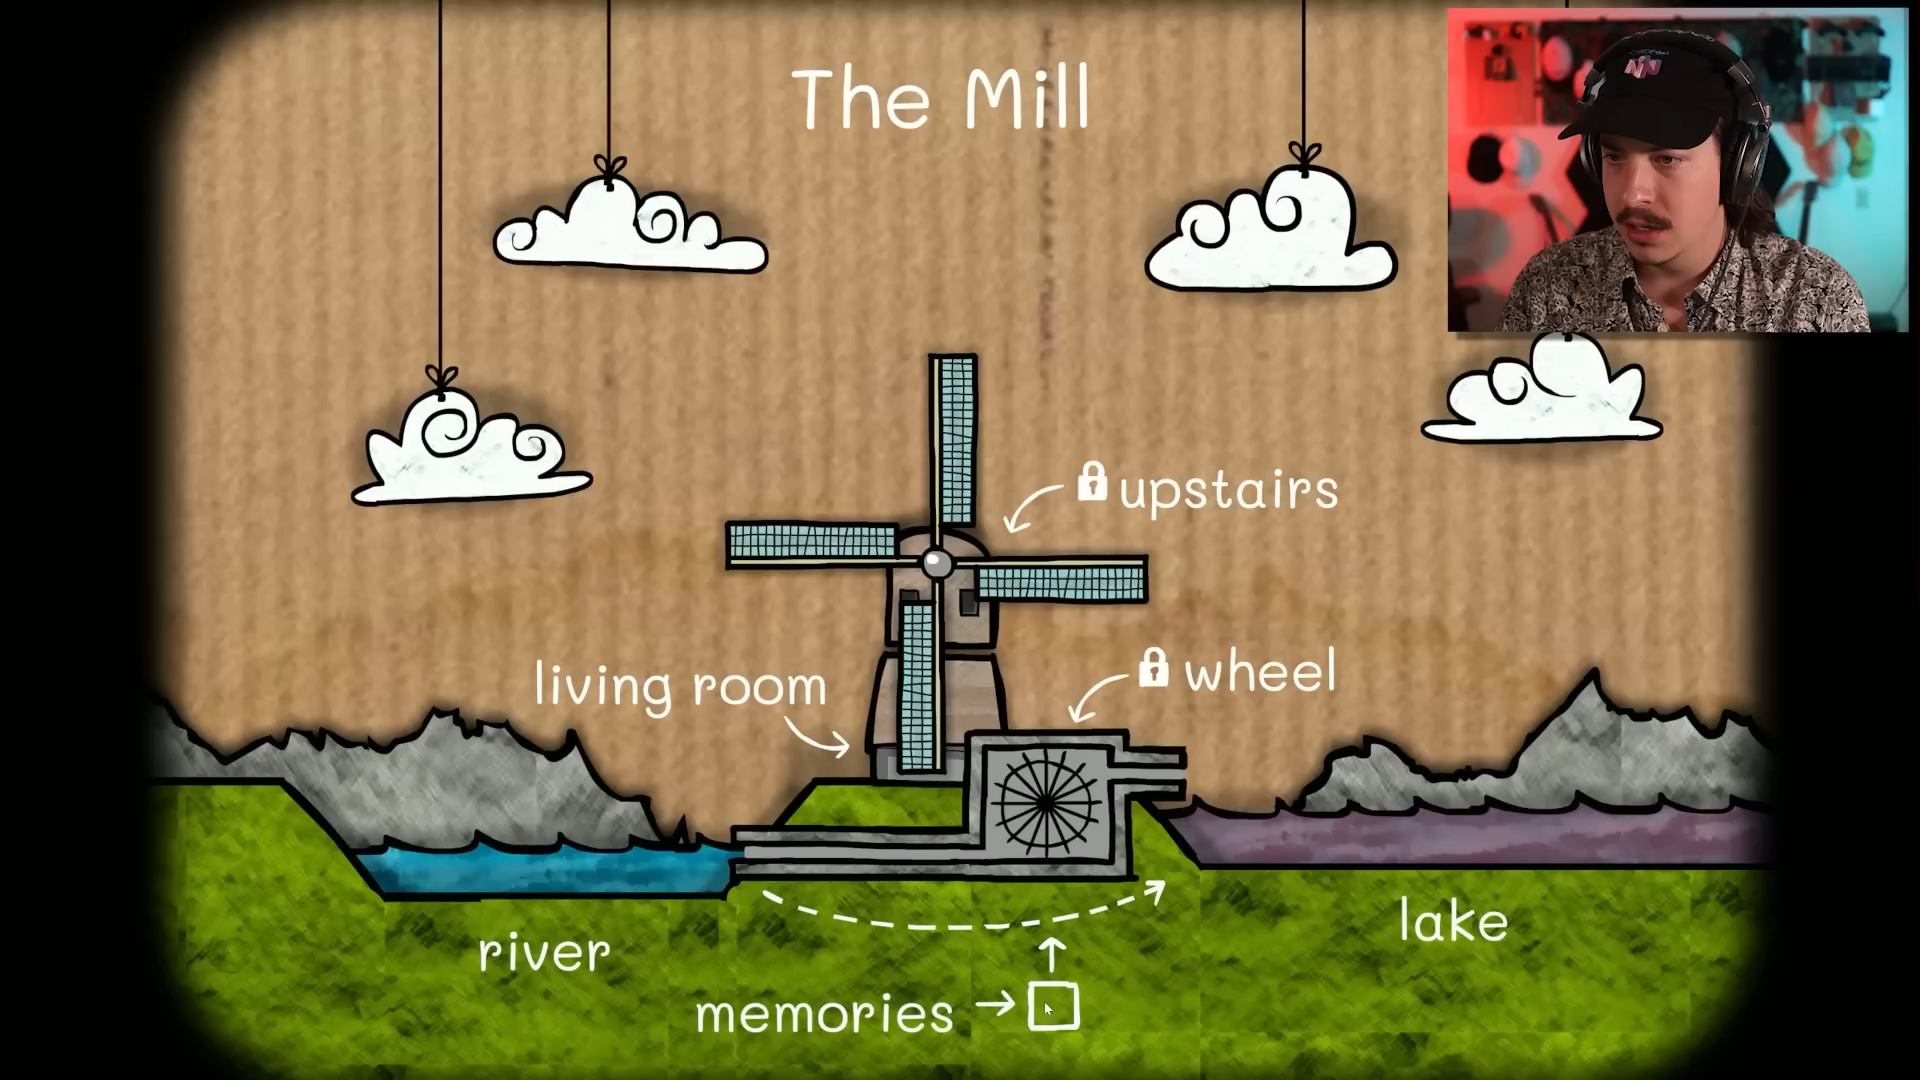 The Mill
upstairs
wheel
living room
river
lake
memories